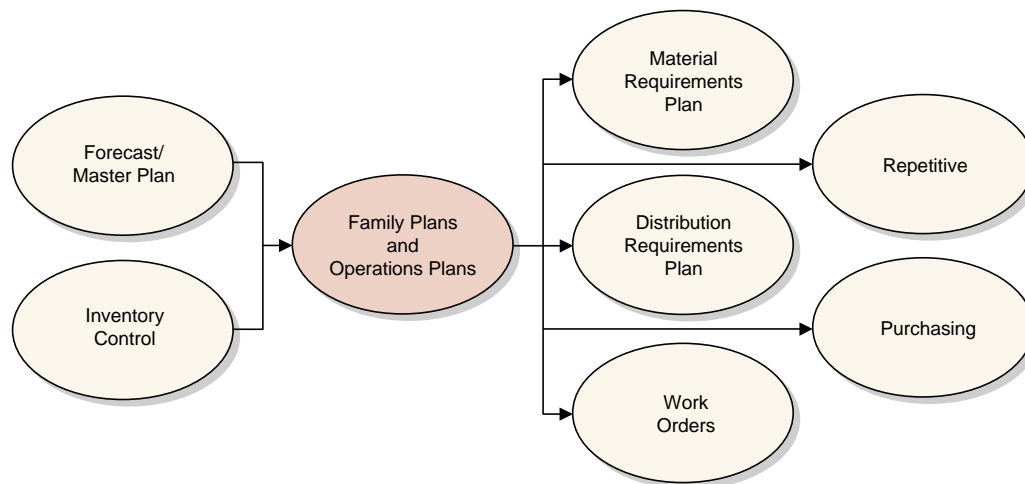 Forecast/
Master Plan
Inventory
Control
Family Plans
and
Operations Plans
Material
Requirements
Plan
Repetitive
Distribution
Requirements
Plan
Purchasing
Work
Orders